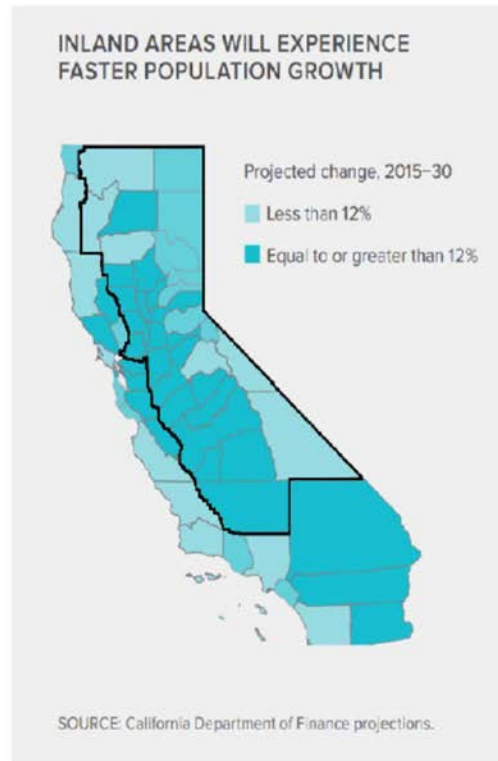 INLAND AREAS WILL EXPERIENCE
FASTER POPULATION GROWTH
Projected change, 2015–30
Less than 12%
Equal to or greater than 12%
SOURCE: California Department of Finance projections.